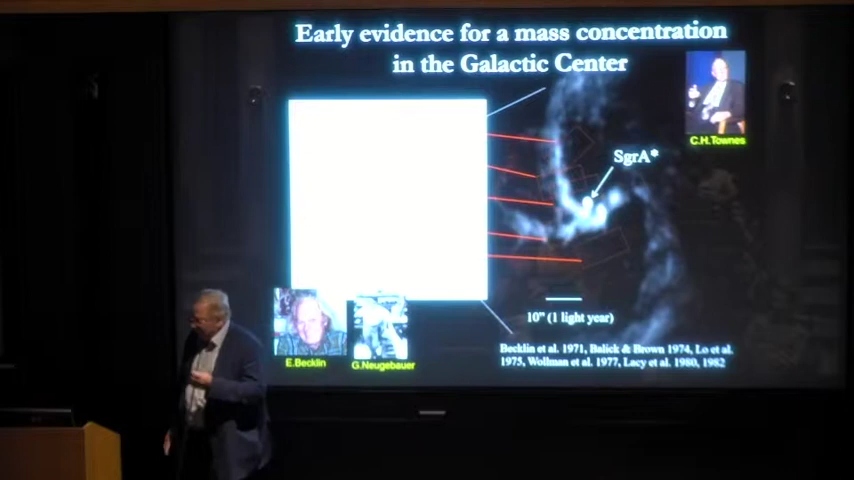 Early evidence for a mass concentration
in the Galactic Center
C.H.Townes
SgrA*
10" (1 light year)
E.Becklin
G.Neugebauer
Becklin et al. 1971, Balick & Brown 1974, Lo et al.
1975, Wollman et al. 1977, Lacy et al. 1980, 1982